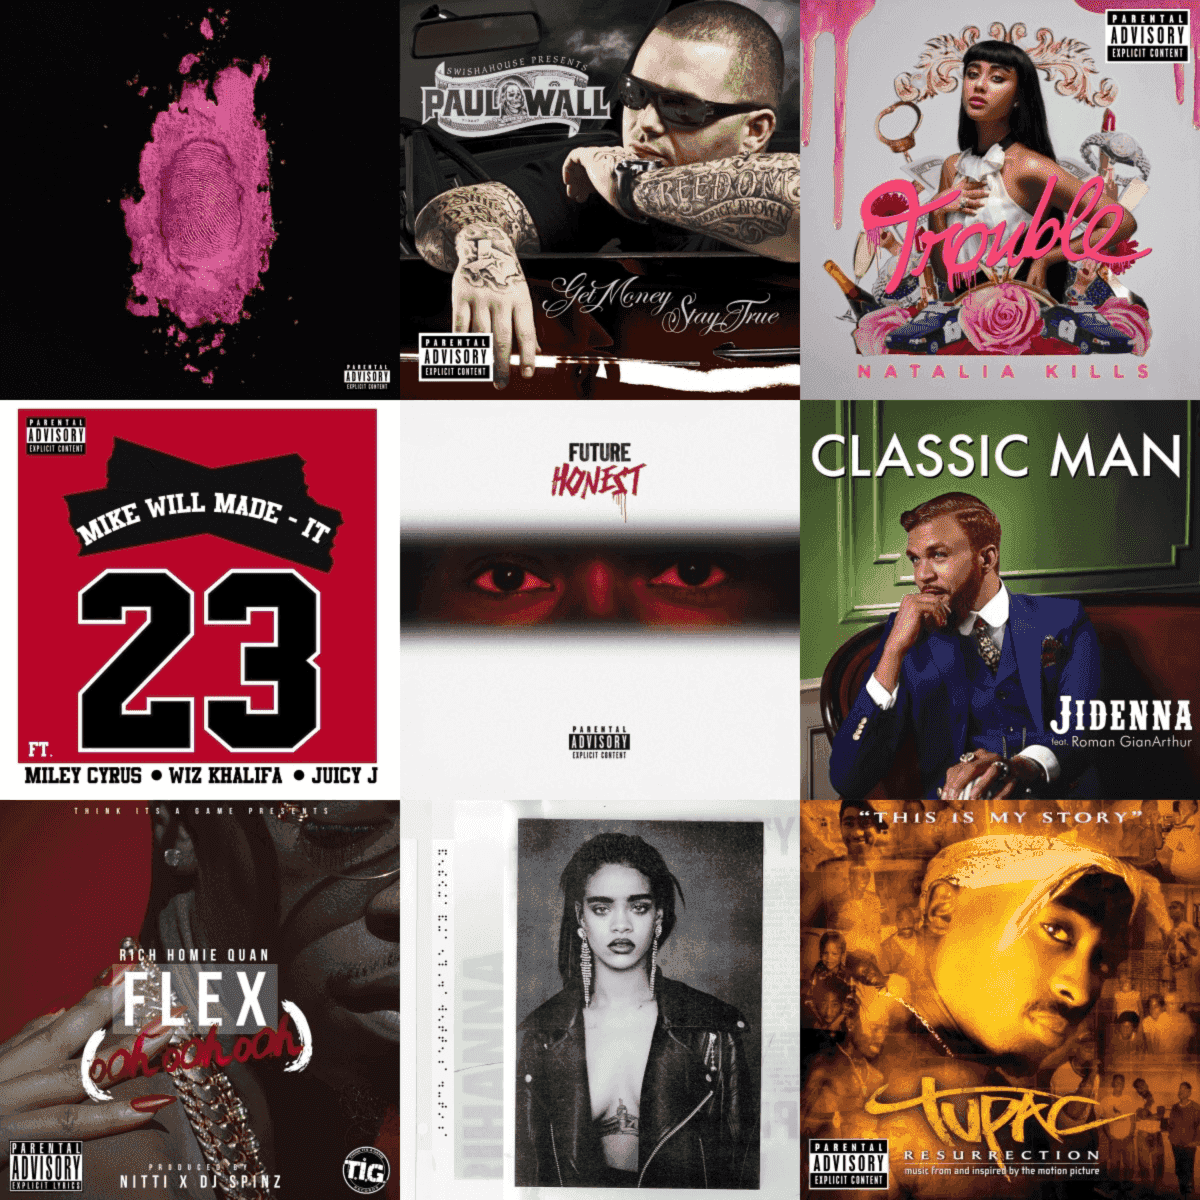 PARENTAL
ADVISORY
EXPLICIT CONTENT
SWISHAHOUSE PRESENTS
PAUL WALL
FREEDOM
DERRICK BROWN
Get Money
Stay True
PARENTAL
ADVISORY
EXPLICIT CONTENT
PARENTAL
ADVISORY
EXPLICIT CONTENT
Trouble
NATALIA KILLS
PARENTAL
ADVISORY
EXPLICIT CONTENT
MIKE WILL MADE - IT
23
FT.
MILEY CYRUS • WIZ KHALIFA • JUICY J
FUTURE
HONEST
PARENTAL
ADVISORY
EXPLICIT CONTENT
CLASSIC MAN
JIDENNA
feat. Roman GianArthur
THINK ITS A GAME PRESENTS
RICH HOMIE QUAN
FLEX
(ooh ooh ooh)
PARENTAL
ADVISORY
EXPLICIT LYRICS
PRODUCED BY
NITTI X DJ SPINZ
T.I.G
RIHANNA
"THIS IS MY STORY"
TUPAC
RESURRECTION
music from and inspired by the motion picture
PARENTAL
ADVISORY
EXPLICIT CONTENT